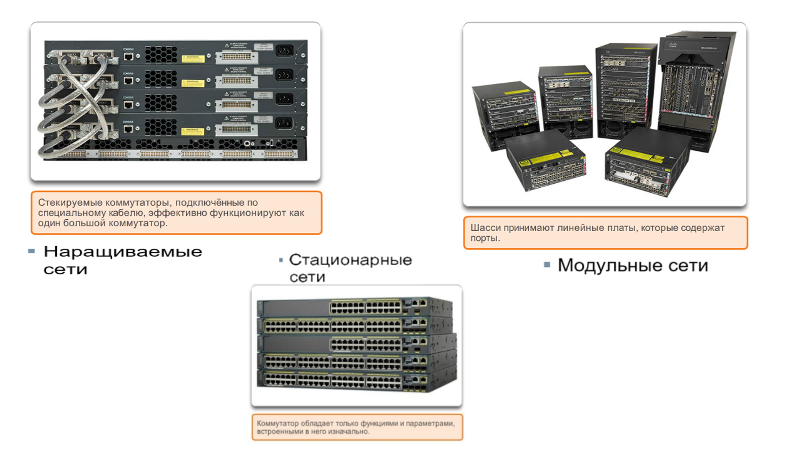 Стекируемые коммутаторы, подключённые по
специальному кабелю, эффективно функционируют как
один большой коммутатор.
Наращиваемые
сети
Шасси принимают линейные платы, которые содержат
порты.
Модульные сети
Стационарные
сети
Коммутатор обладает только функциями и параметрами,
встроенными в него изначально.